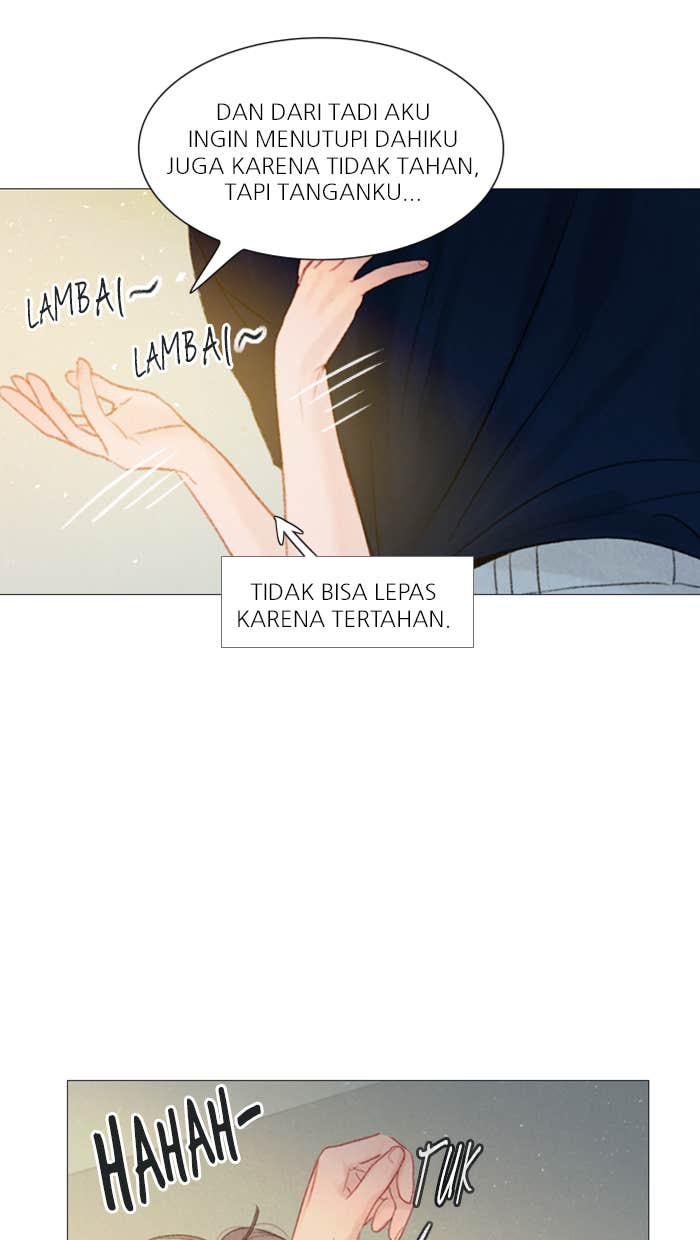 DAN DARI TADI AKU
INGIN MENUTUPI DAHIKU
JUGA KARENA TIDAK TAHAN,
TAPI TANGANKU...
LAMBAI~
LAMBAI~
TIDAK BISA LEPAS
KARENA TERTAHAN.
HAHAH-
TUK